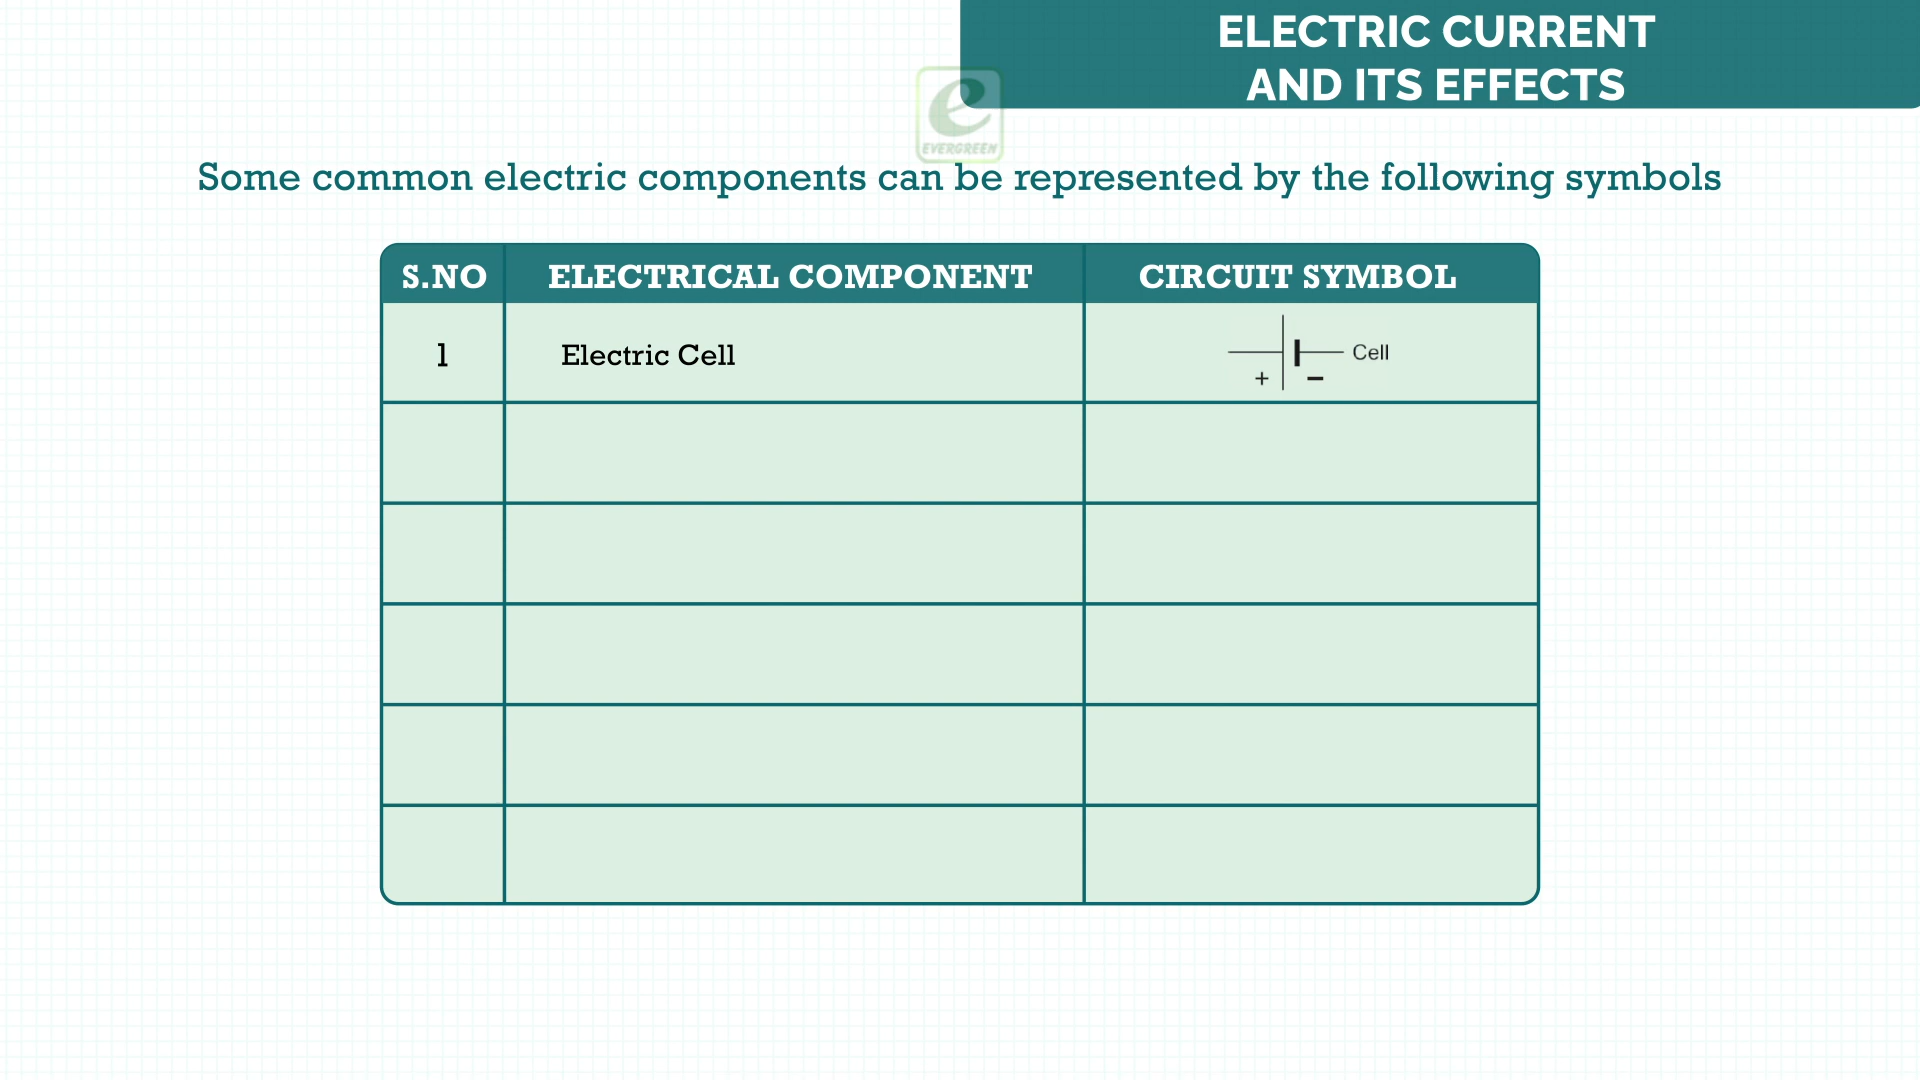 ELECTRIC CURRENT
AND ITS EFFECTS
EVERGREEN
Some common electric components can be represented by the following symbols
S.NO ELECTRICAL COMPONENT CIRCUIT SYMBOL
1 Electric Cell Cell
+ −